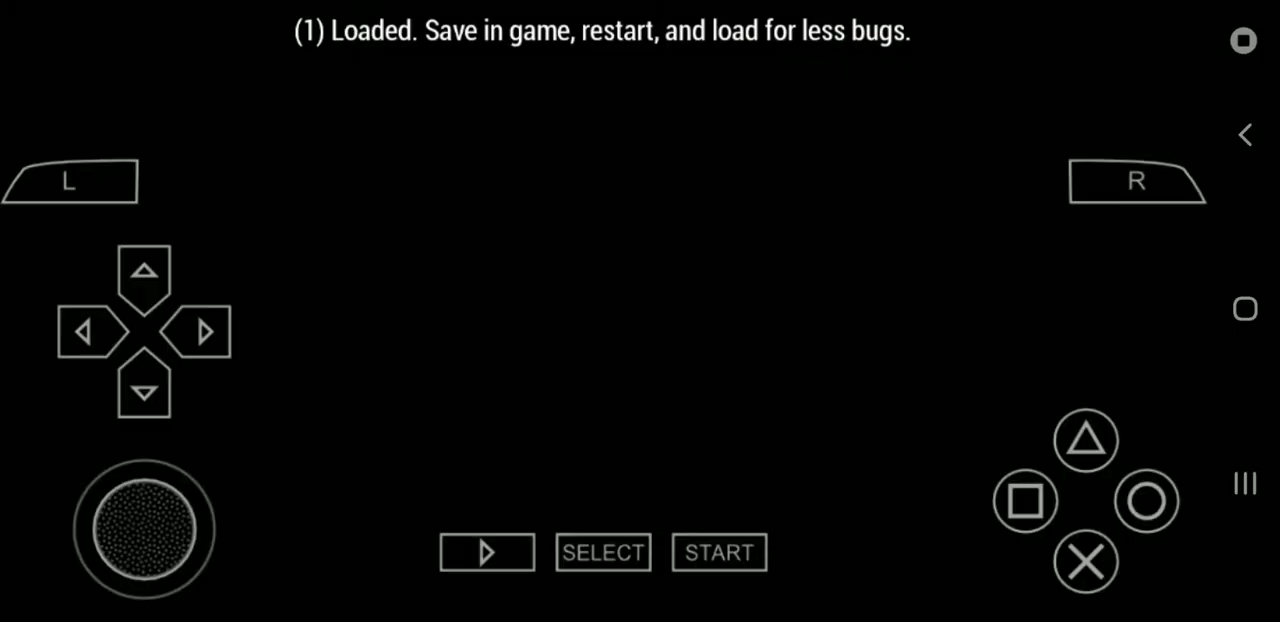 (1) Loaded. Save in game, restart, and load for less bugs.
L
R
SELECT
START